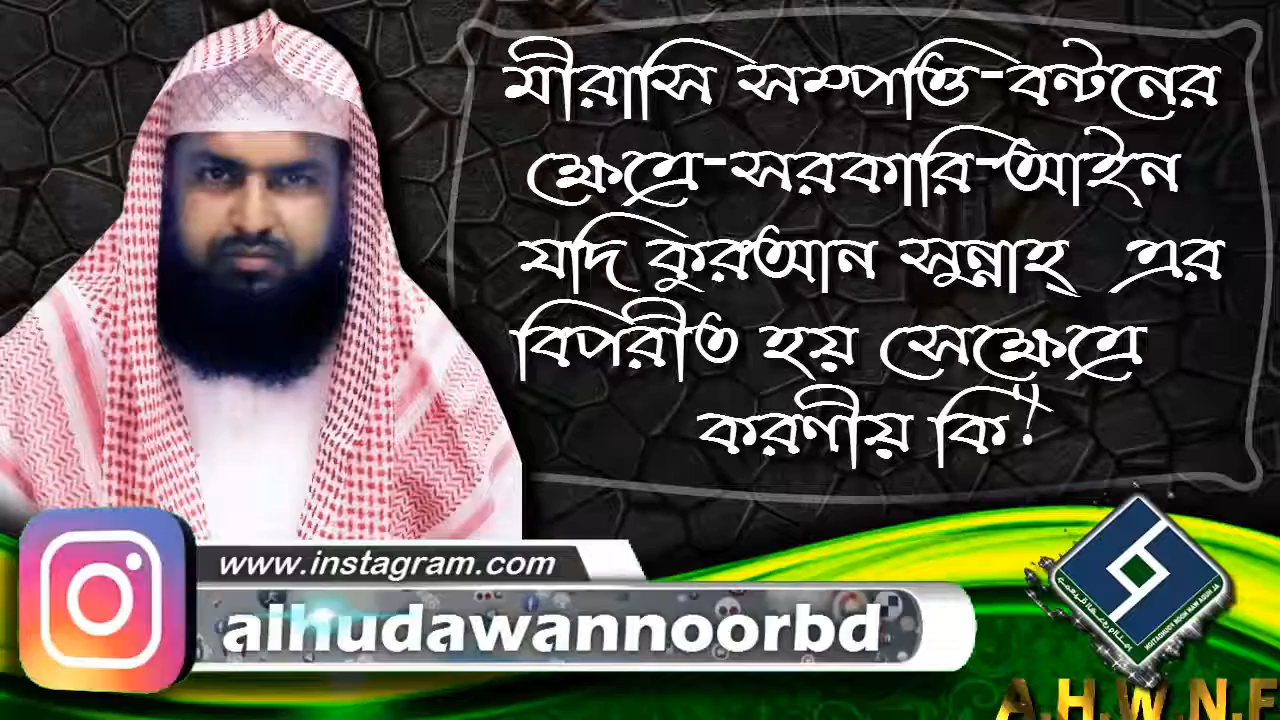 মীরাসি সম্পত্তি-বন্টনের
ক্ষেত্রে-সরকারি-আইন
যদি কুরআন সুন্নাহ্ এর
বিপরীত হয় সেক্ষেত্রে
করণীয় কি?
www.instagram.com
alhudawannoorbd
A.H.W.N.F